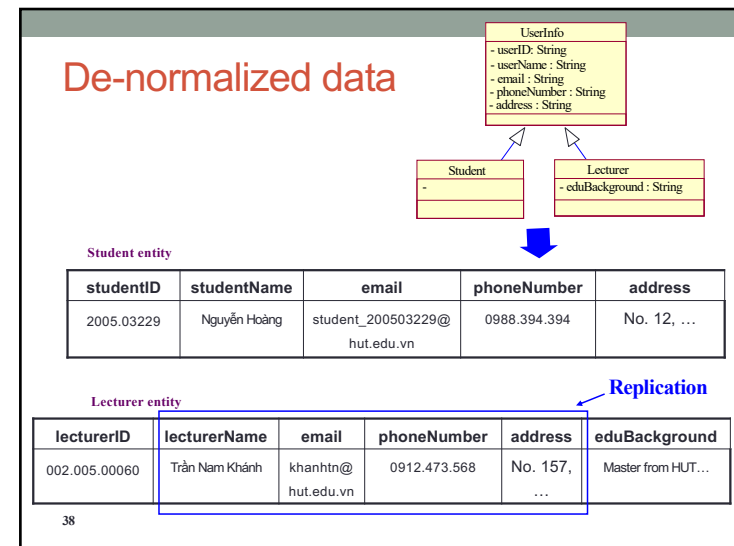 De-normalized data
UserInfo
- userID: String
- userName : String
- email : String
- phoneNumber : String
- address : String
Student
-
Lecturer
- eduBackground : String
Student entity
studentID studentName email phoneNumber address
2005.03229 Nguyễn Hoàng student_200503229@ 0988.394.394 No. 12, …
hut.edu.vn
Replication
Lecturer entity
lecturerID lecturerName email phoneNumber address eduBackground
002.005.00060 Trần Nam Khánh khanhtn@ 0912.473.568 No. 157, Master from HUT…
hut.edu.vn …
38